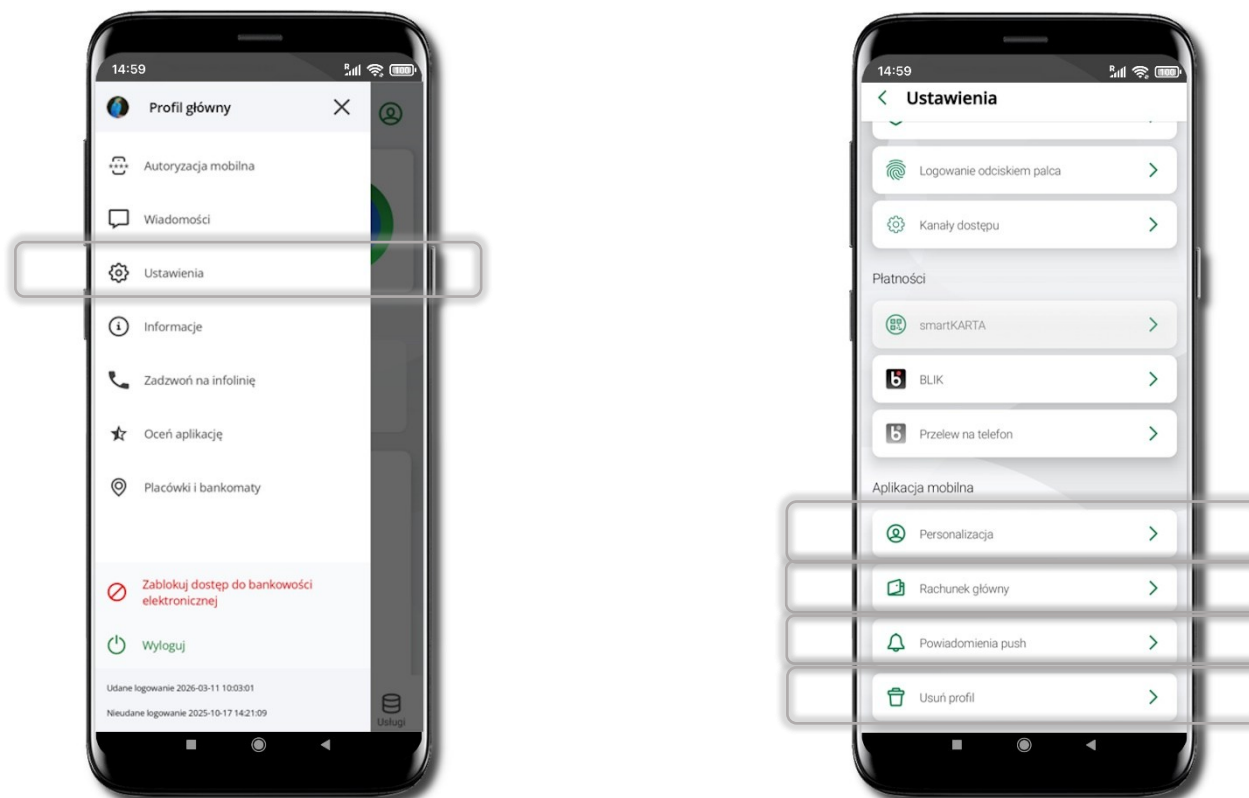 14:59
Profil główny
Autoryzacja mobilna
Wiadomości
Ustawienia
Informacje
Zadzwoń na infolinię
Oceń aplikację
Placówki i bankomaty
Zablokuj dostęp do bankowości
elektronicznej
Wyloguj
Udane logowanie 2026-03-11 10:03:01
Nieudane logowanie 2025-10-17 14:21:09
Usługi
14:59
Ustawienia
Logowanie odciskiem palca
Kanały dostępu
Płatności
smartKARTA
BLIK
Przelew na telefon
Aplikacja mobilna
Personalizacja
Rachunek główny
Powiadomienia push
Usuń profil